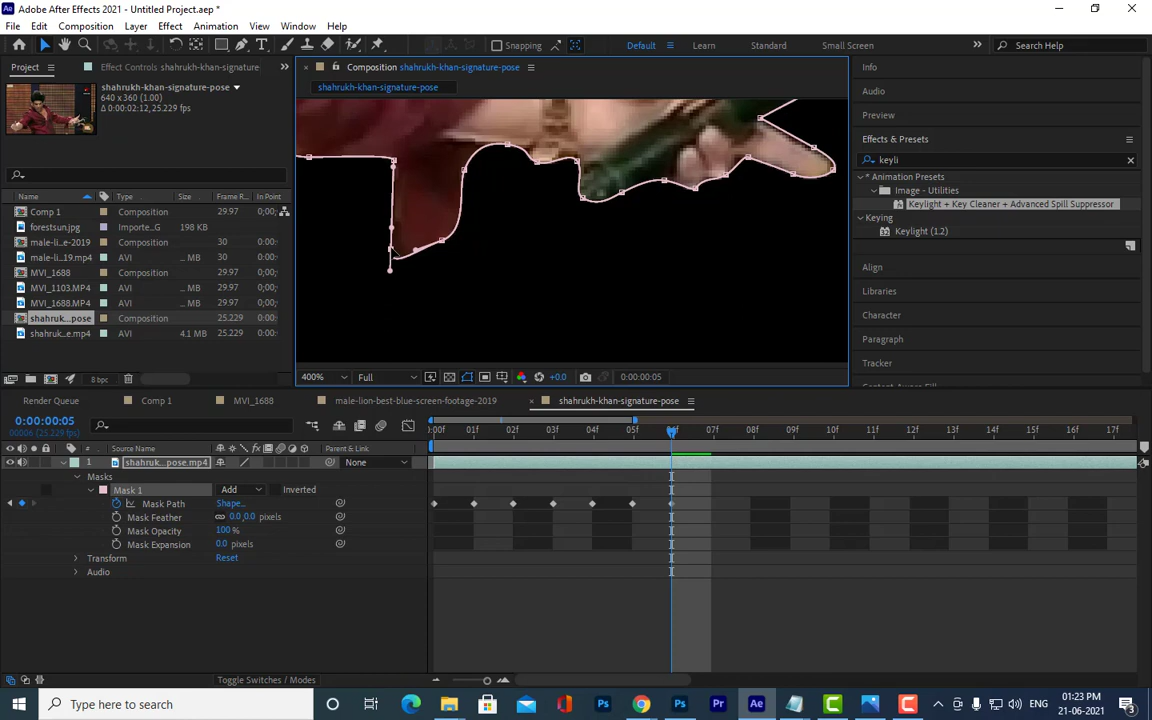 Adobe After Effects 2021 - Untitled Project.aep *
File Edit Composition Layer Effect Animation View Window Help
Snapping
Default Learn Standard Small Screen Search Help
Project Effect Controls shahrukh-khan-signature
Composition shahrukh-khan-signature-pose
shahrukh-khan-signature-pose
shahrukh-khan-signature-pose
640 x 360 (1.00)
Δ 0:00:02:12, 25.229 fps
Name Type Size Frame R... In Point
Comp 1 Composition 29.97 0;00;
forestsun.jpg Importe...G 198 KB
male-li...e-2019 Composition 30 0:00:
male-li...19.mp4 AVI ... MB 30 0:00:
MVI_1688 Composition 29.97 0;00;
MVI_1103.MP4 AVI ... MB 29.97 0;00;
MVI_1688.MP4 AVI ... MB 29.97 0;00;
shahruk...pose Composition 25.229 0:00:
shahruk...e.mp4 AVI 4.1 MB 25.229 0:00:
8 bpc
400% Full +0.0 0:00:00:05
Info
Audio
Preview
Effects & Presets
keyli
* Animation Presets
Image - Utilities
Keylight + Key Cleaner + Advanced Spill Suppressor
Keying
Keylight (1.2)
Align
Libraries
Character
Paragraph
Tracker
Render Queue Comp 1 MVI_1688 male-lion-best-blue-screen-footage-2019 shahrukh-khan-signature-pose
0:00:00:05
00006 (25.229 fps)
:00f 01f 02f 03f 04f 05f 06f 07f 08f 09f 10f 11f 12f 13f 14f 15f 16f 17f
# Source Name Parent & Link
1 shahruk...pose.mp4 None
Masks
Mask 1 Add Inverted
Mask Path Shape...
Mask Feather 0.0,0.0 pixels
Mask Opacity 100%
Mask Expansion 0.0 pixels
Transform Reset
Audio
Toggle Switches / Modes
Type here to search
ENG
01:23 PM
21-06-2021
3